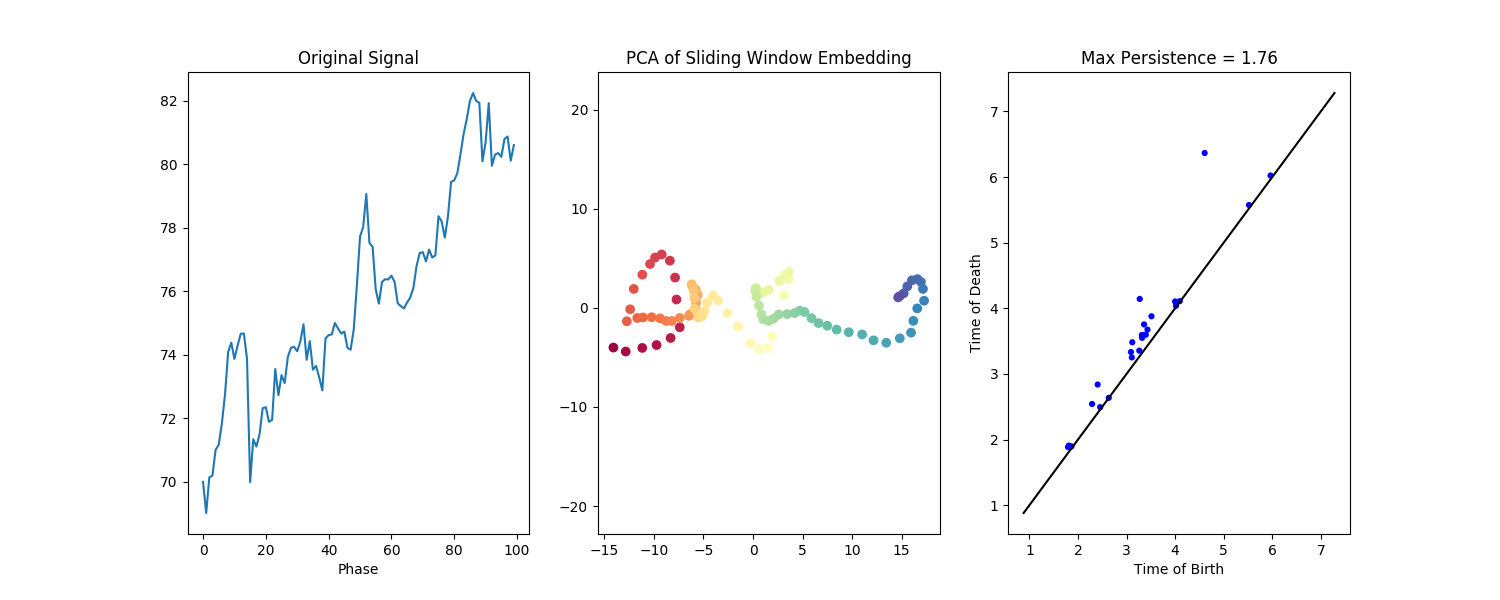 Original Signal
82
80
78
76
74
72
70
0 20 40 60 80 100
Phase
PCA of Sliding Window Embedding
20
10
0
−10
−20
−15 −10 −5 0 5 10 15
Max Persistence = 1.76
Time of Death
7
6
5
4
3
2
1
1 2 3 4 5 6 7
Time of Birth